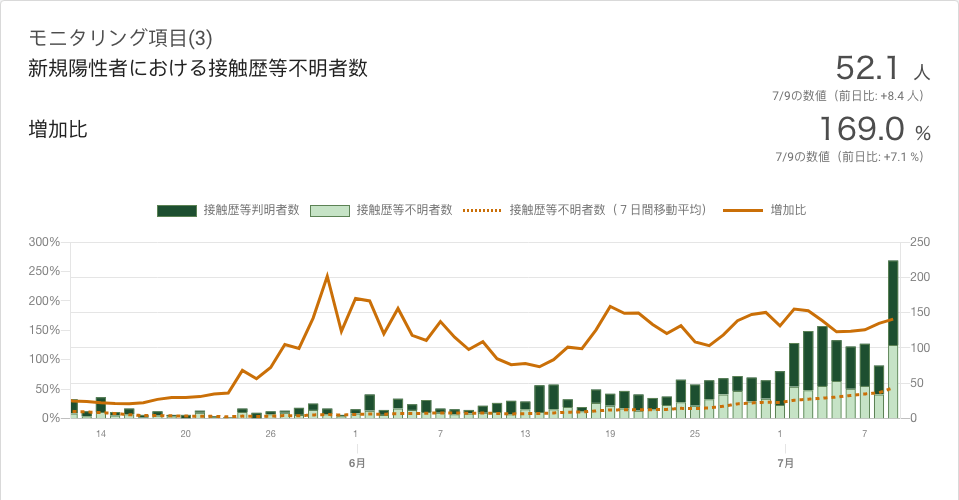 モニタリング項目(3)
新規陽性者における接触歴等不明者数
52.1 人
7/9の数値（前日比: +8.4 人）
増加比
169.0 %
7/9の数値（前日比: +7.1 %）
接触歴等判明者数 接触歴等不明者数 接触歴等不明者数（７日間移動平均） 増加比
300% 250
250%
200% 200
150% 150
100% 100
50% 50
0% 0
14 20 26 1 7 13 19 25 1 7
6月 7月